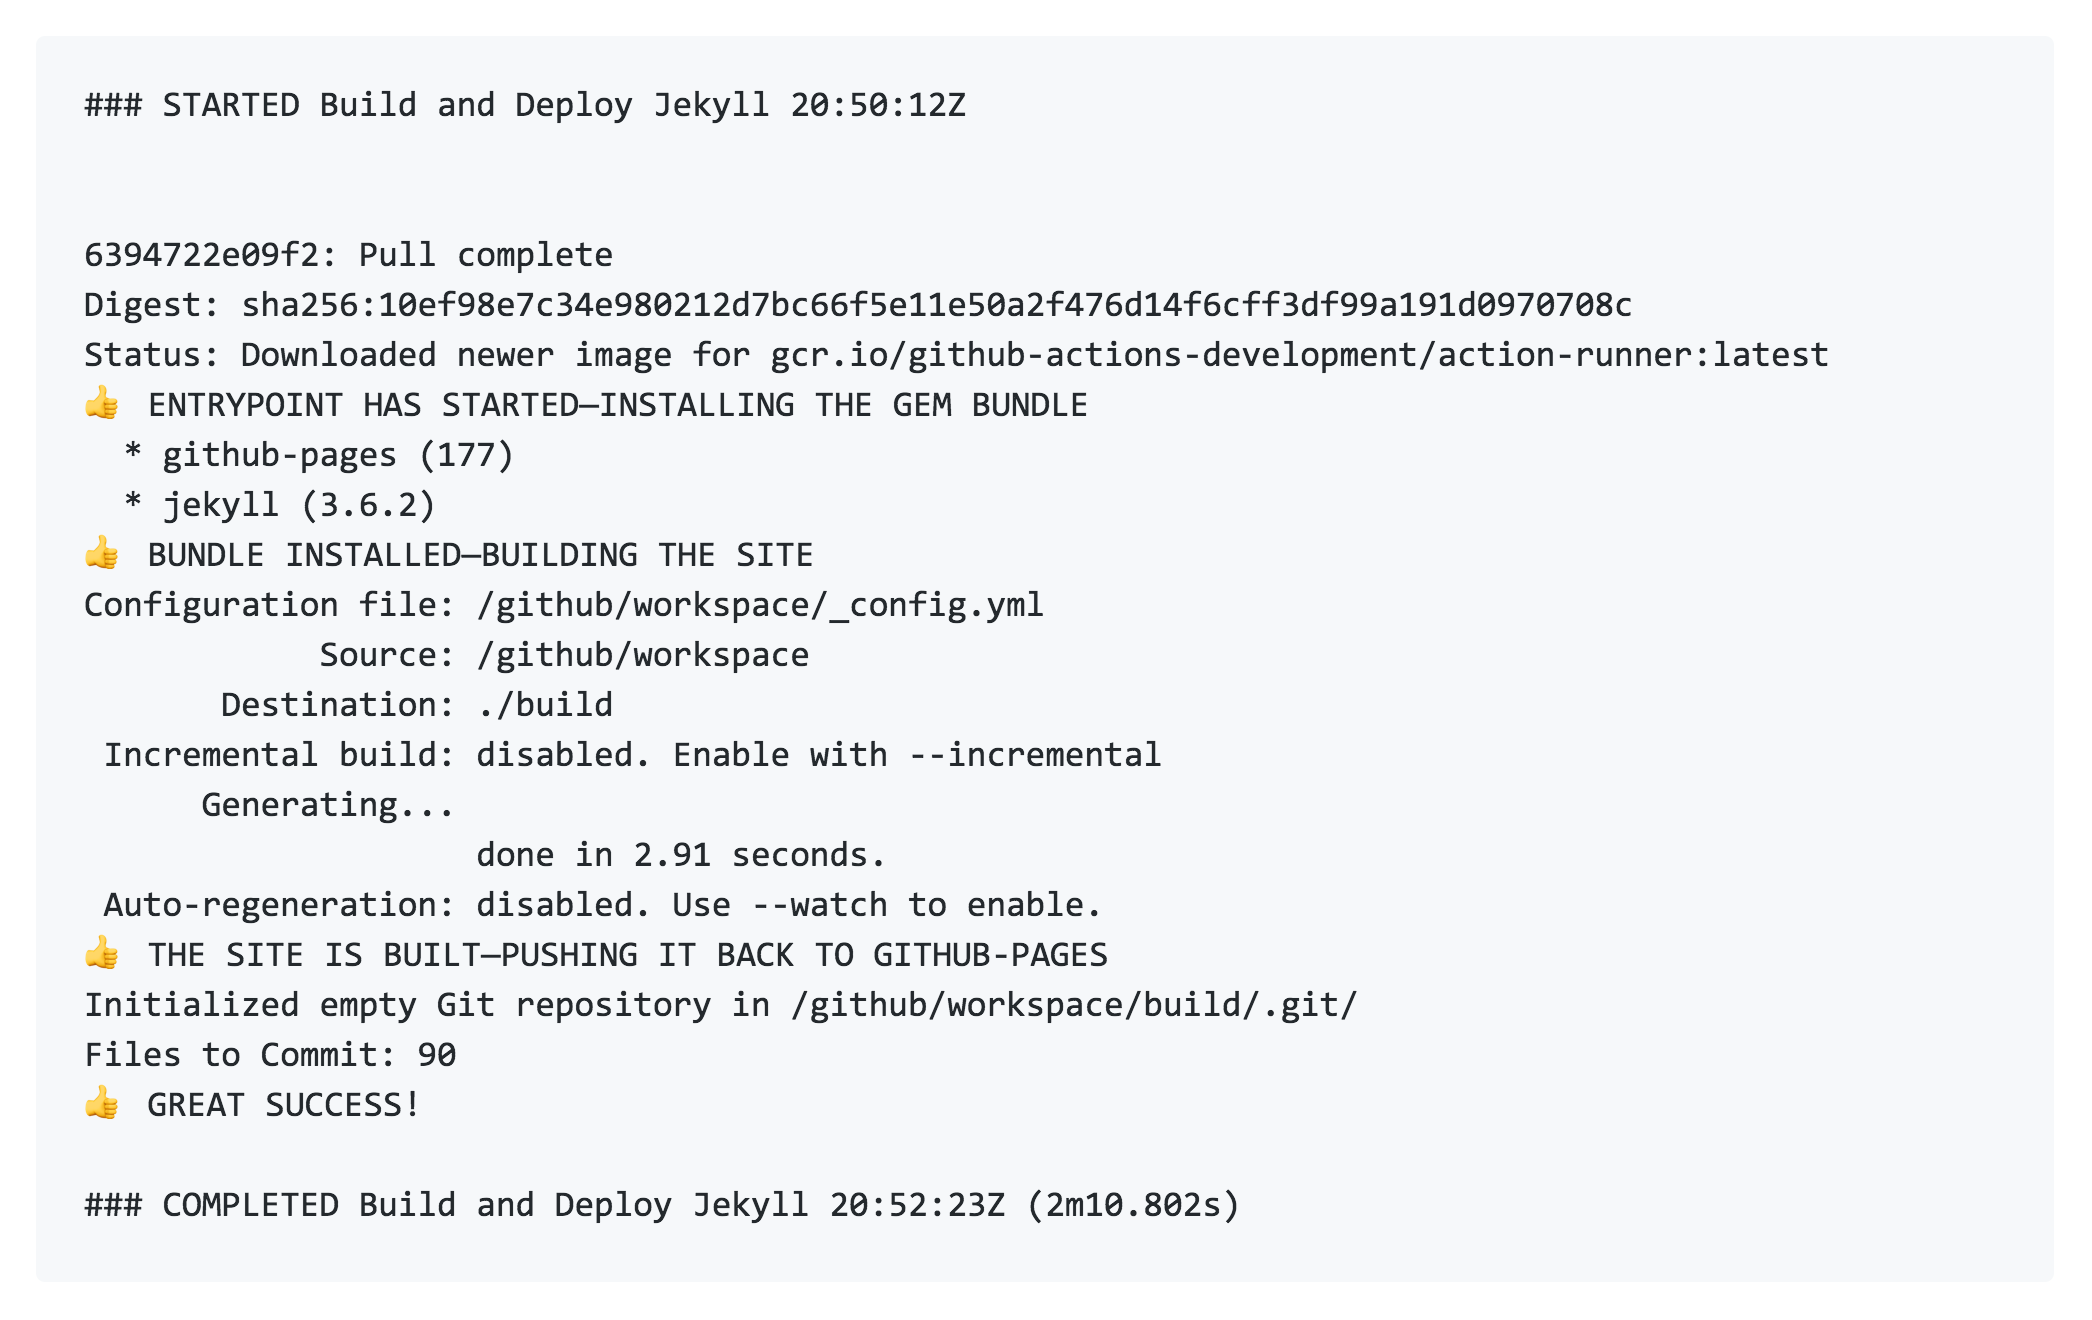 ### STARTED Build and Deploy Jekyll 20:50:12Z
6394722e09f2: Pull complete
Digest: sha256:10ef98e7c34e980212d7bc66f5e11e50a2f476d14f6cff3df99a191d0970708c
Status: Downloaded newer image for gcr.io/github-actions-development/action-runner:latest
👍 ENTRYPOINT HAS STARTED—INSTALLING THE GEM BUNDLE
  * github-pages (177)
  * jekyll (3.6.2)
👍 BUNDLE INSTALLED—BUILDING THE SITE
Configuration file: /github/workspace/_config.yml
            Source: /github/workspace
       Destination: ./build
 Incremental build: disabled. Enable with --incremental
      Generating...
                    done in 2.91 seconds.
 Auto-regeneration: disabled. Use --watch to enable.
👍 THE SITE IS BUILT—PUSHING IT BACK TO GITHUB-PAGES
Initialized empty Git repository in /github/workspace/build/.git/
Files to Commit: 90
👍 GREAT SUCCESS!
### COMPLETED Build and Deploy Jekyll 20:52:23Z (2m10.802s)